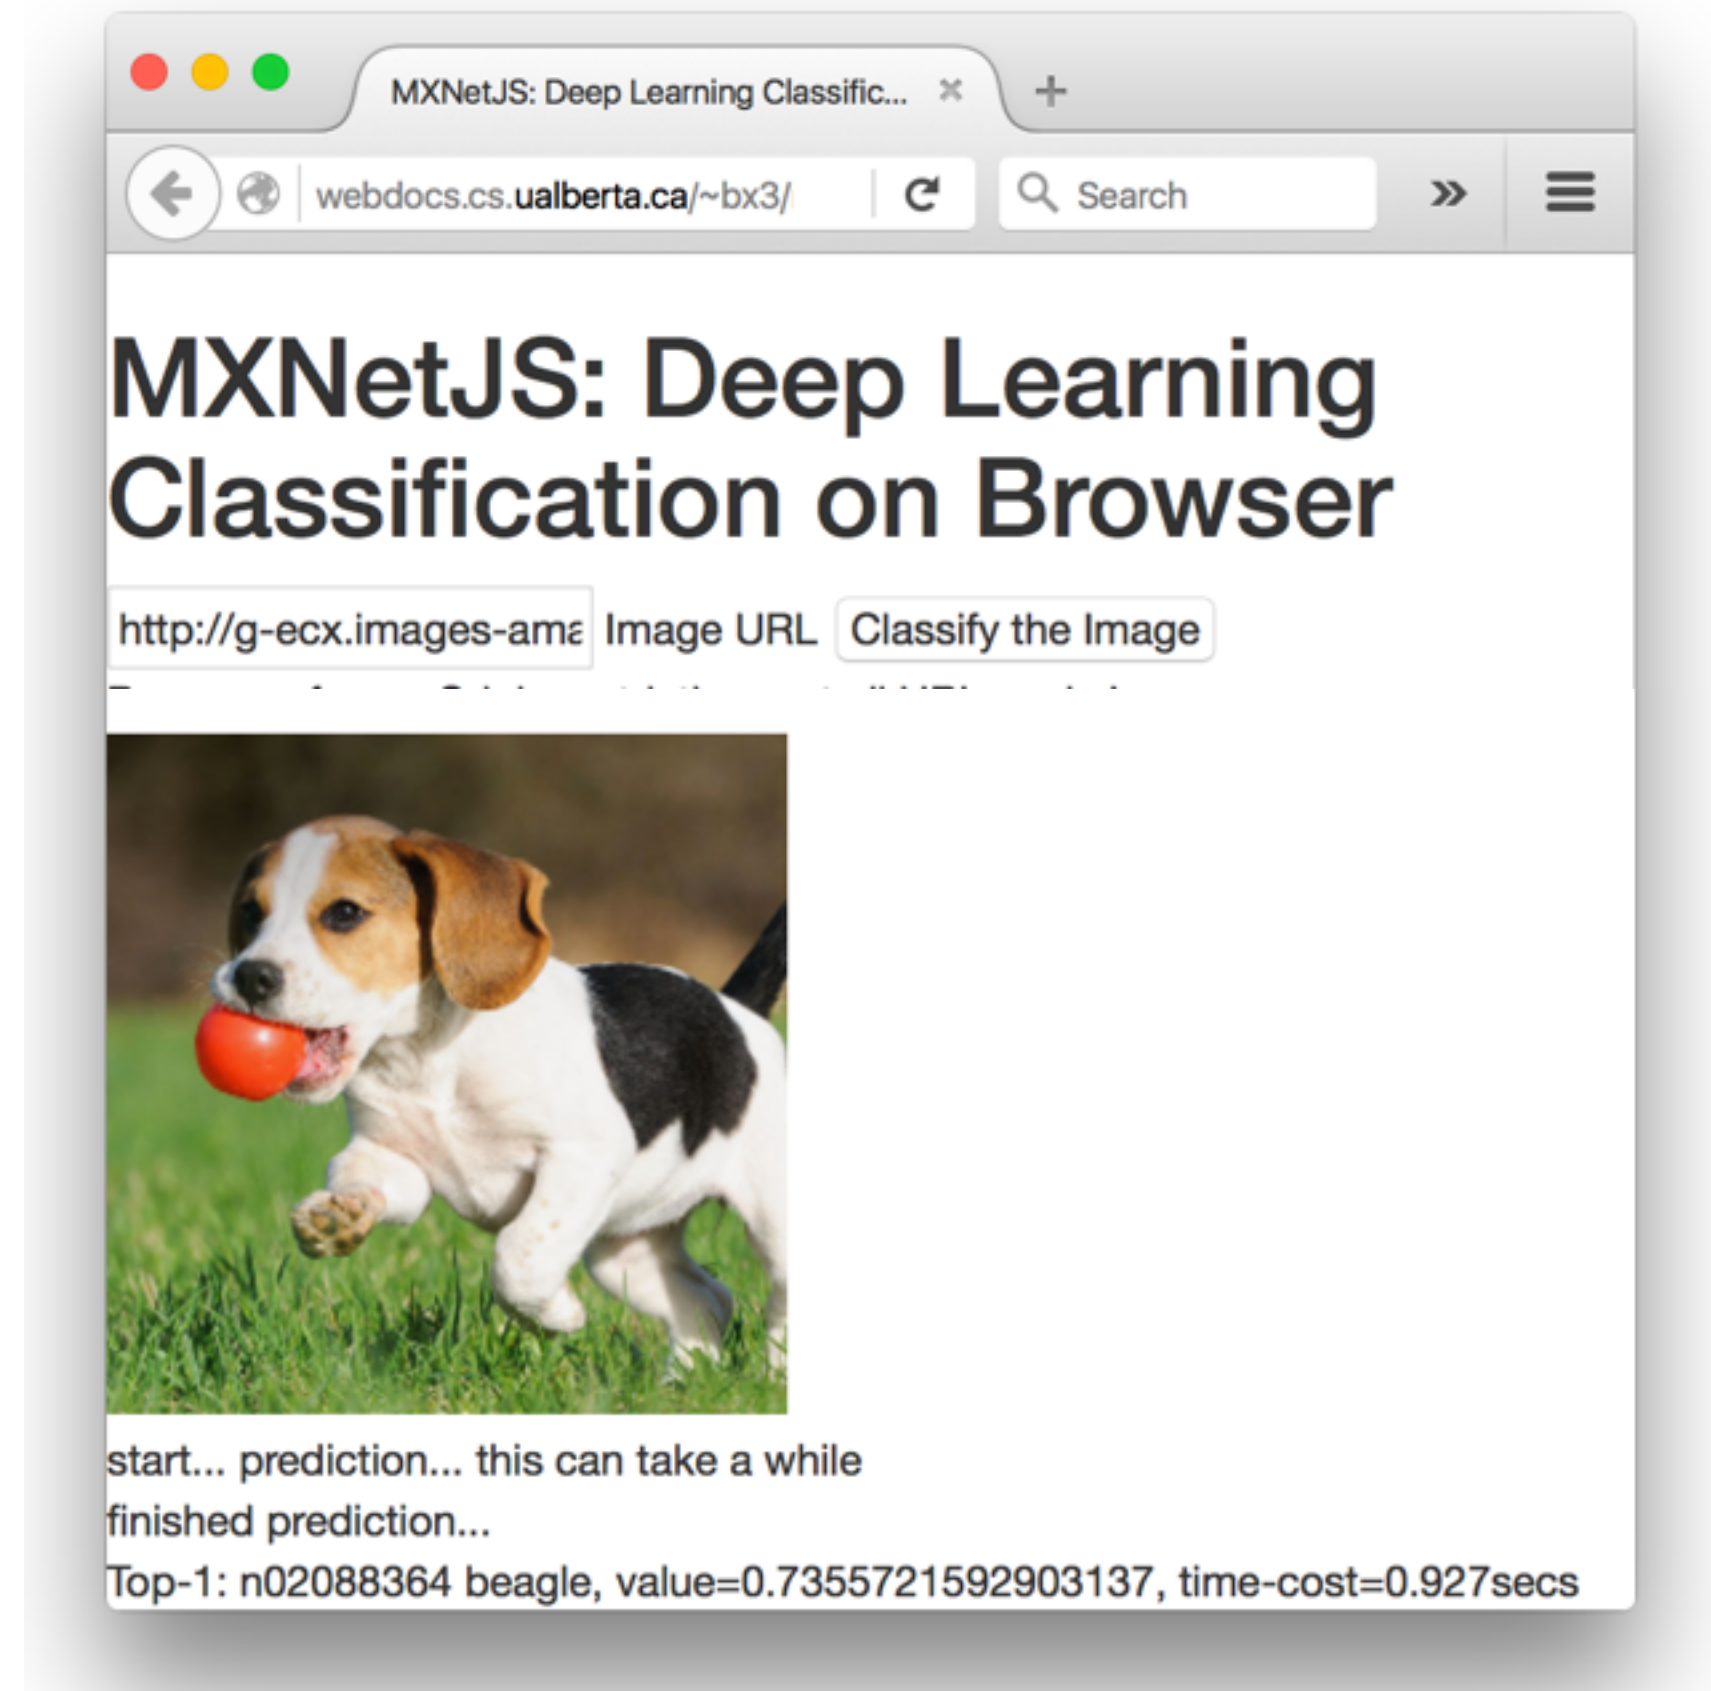 MXNetJS: Deep Learning Classific...
webdocs.cs.ualberta.ca/~bx3/
Search
MXNetJS: Deep Learning
Classification on Browser
http://g-ecx.images-ama Image URL Classify the Image
start... prediction... this can take a while
finished prediction...
Top-1: n02088364 beagle, value=0.7355721592903137, time-cost=0.927secs